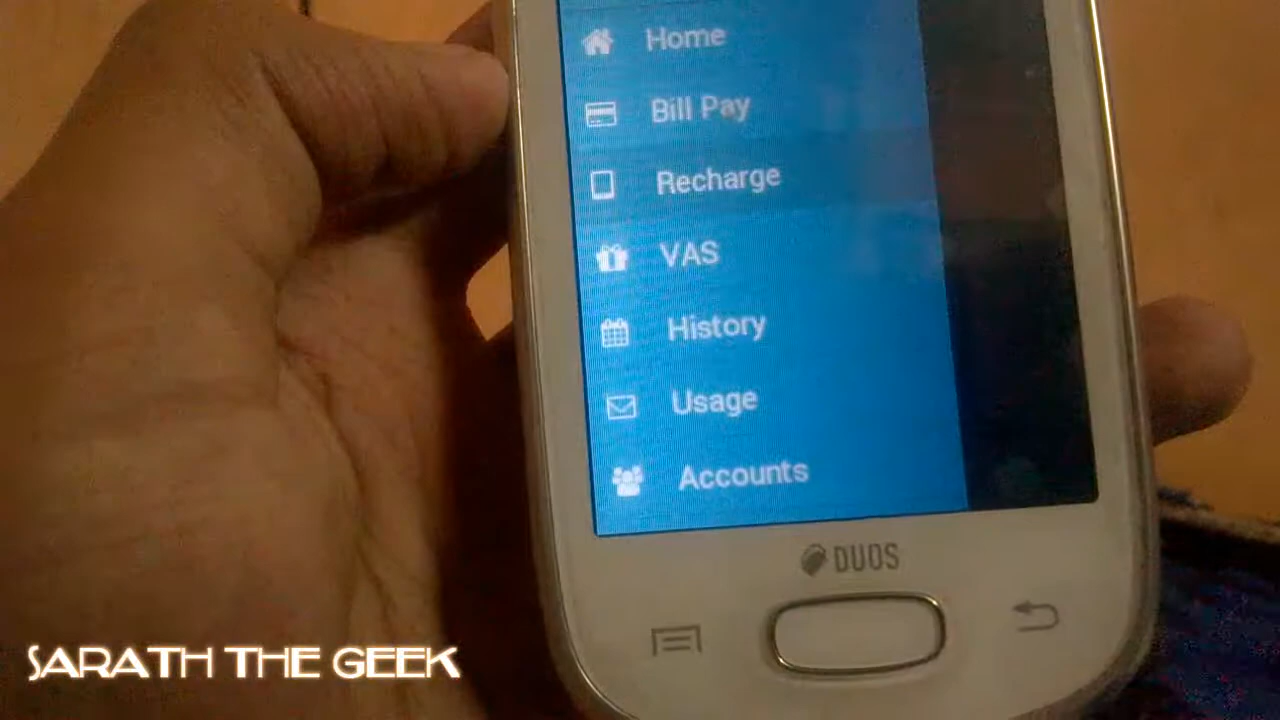 Home
Bill Pay
Recharge
VAS
History
Usage
Accounts
DUOS
SARATH THE GEEK